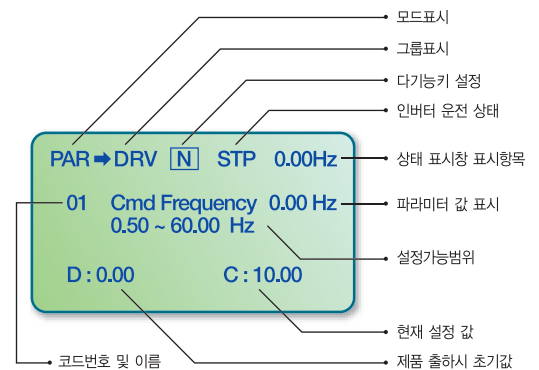 모드표시
그룹표시
다기능키 설정
인버터 운전 상태
PAR ➡ DRV N STP 0.00Hz
상태 표시창 표시항목
01 Cmd Frequency 0.00 Hz
파라미터 값 표시
0.50 ~ 60.00 Hz
설정가능범위
D : 0.00 C : 10.00
현재 설정 값
코드번호 및 이름
제품 출하시 초기값